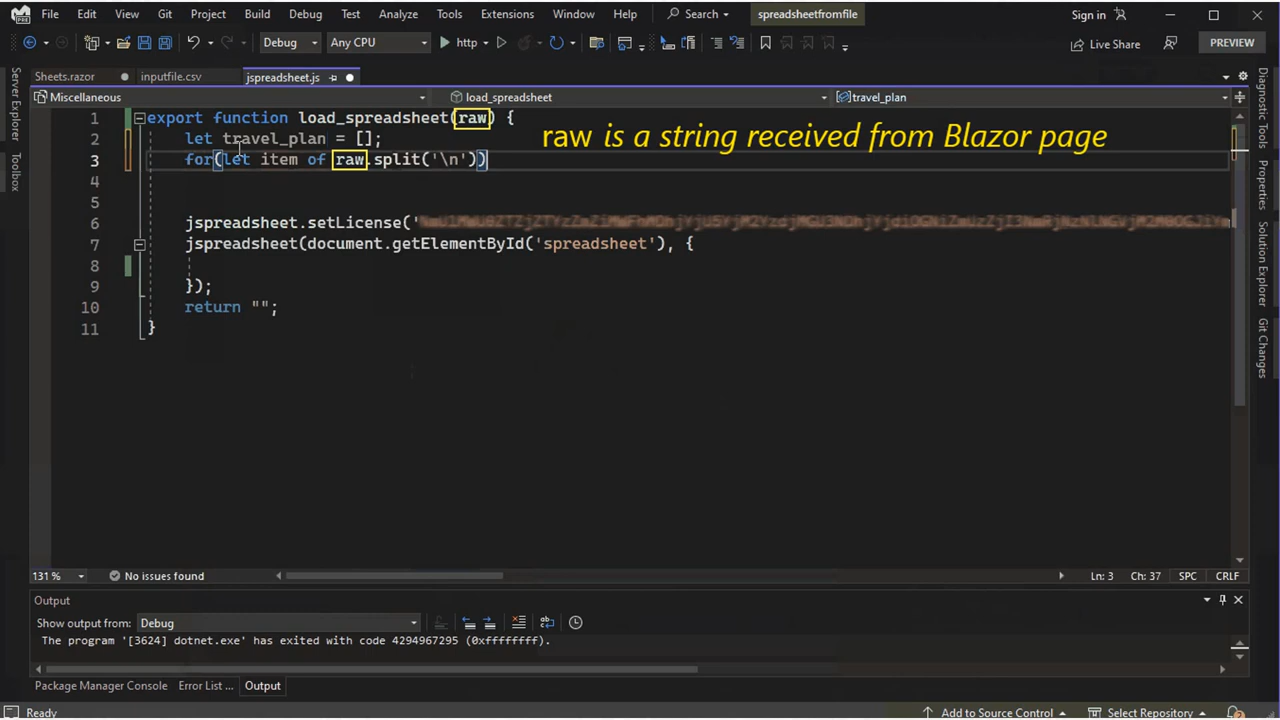 File Edit View Git Project Build Debug Test Analyze Tools Extensions Window Help Search spreadsheetfromfile Sign in
Debug Any CPU http Live Share PREVIEW
Sheets.razor inputfile.csv jspreadsheet.js
Miscellaneous load_spreadsheet travel_plan
Server Explorer
Toolbox
Diagnostic Tools
Properties
Solution Explorer
Git Changes
1 export function load_spreadsheet(raw) {
raw is a string received from Blazor page
2 let travel_plan = [];
3 for(let item of raw.split('\n'))
4
5
6 jspreadsheet.setLicense('
7 jspreadsheet(document.getElementById('spreadsheet'), {
8
9 });
10 return "";
11 }
131 % No issues found Ln: 3 Ch: 37 SPC CRLF
Output
Show output from: Debug
The program '[3624] dotnet.exe' has exited with code 4294967295 (0xffffffff).
Package Manager Console Error List ... Output
Ready Add to Source Control Select Repository